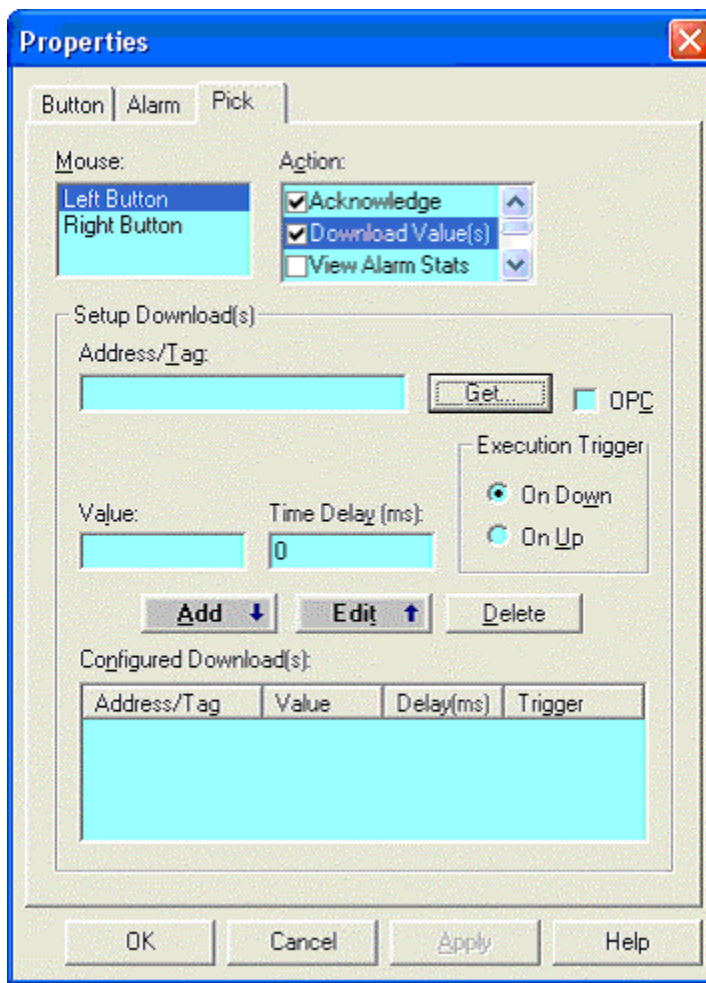 Properties
Button Alarm Pick
Mouse: Action:
Left Button
Right Button
Acknowledge
Download Value(s)
View Alarm Stats
Setup Download(s)
Address/Tag:
Get... OPC
Execution Trigger
On Down
On Up
Value: Time Delay (ms):
0
Add Edit Delete
Configured Download(s):
Address/Tag Value Delay(ms) Trigger
OK Cancel Apply Help